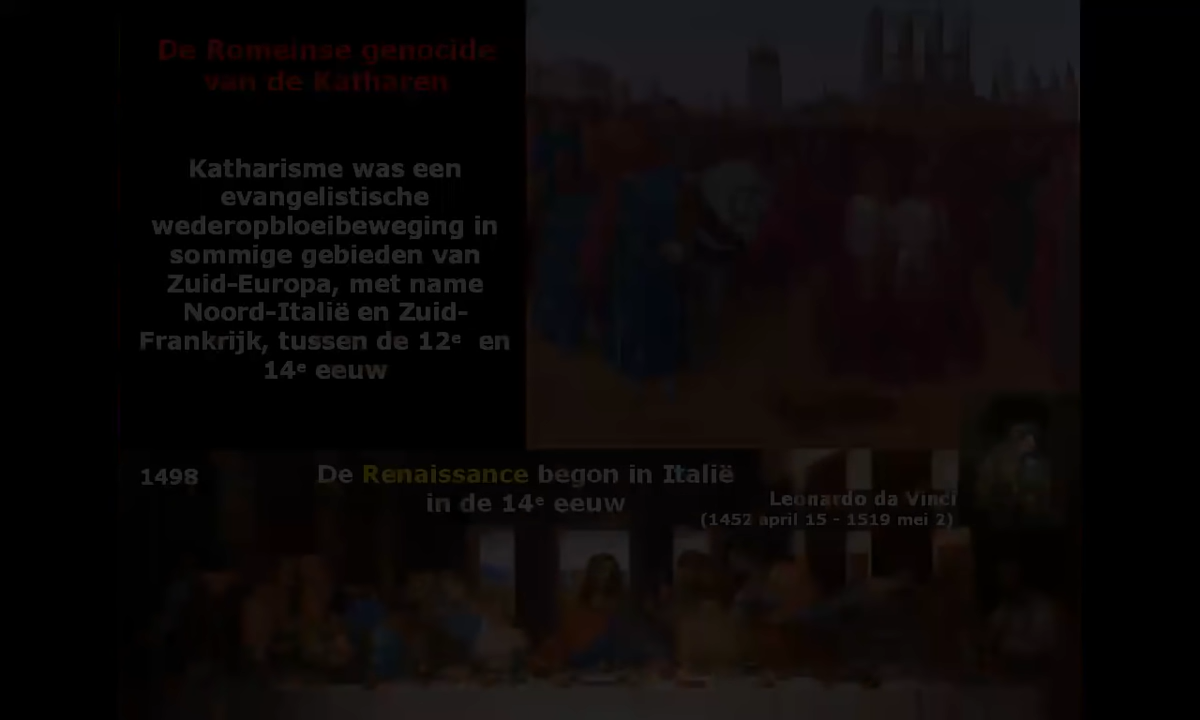 De Romeinse genocide
van de Katharen
Katharisme was een
evangelistische
wederopbloeibeweging in
sommige gebieden van
Zuid-Europa, met name
Noord-Italië en Zuid-
Frankrijk, tussen de 12ᵉ en
14ᵉ eeuw
1498
De Renaissance begon in Italië
in de 14ᵉ eeuw
Leonardo da Vinci
(1452 april 15 - 1519 mei 2)